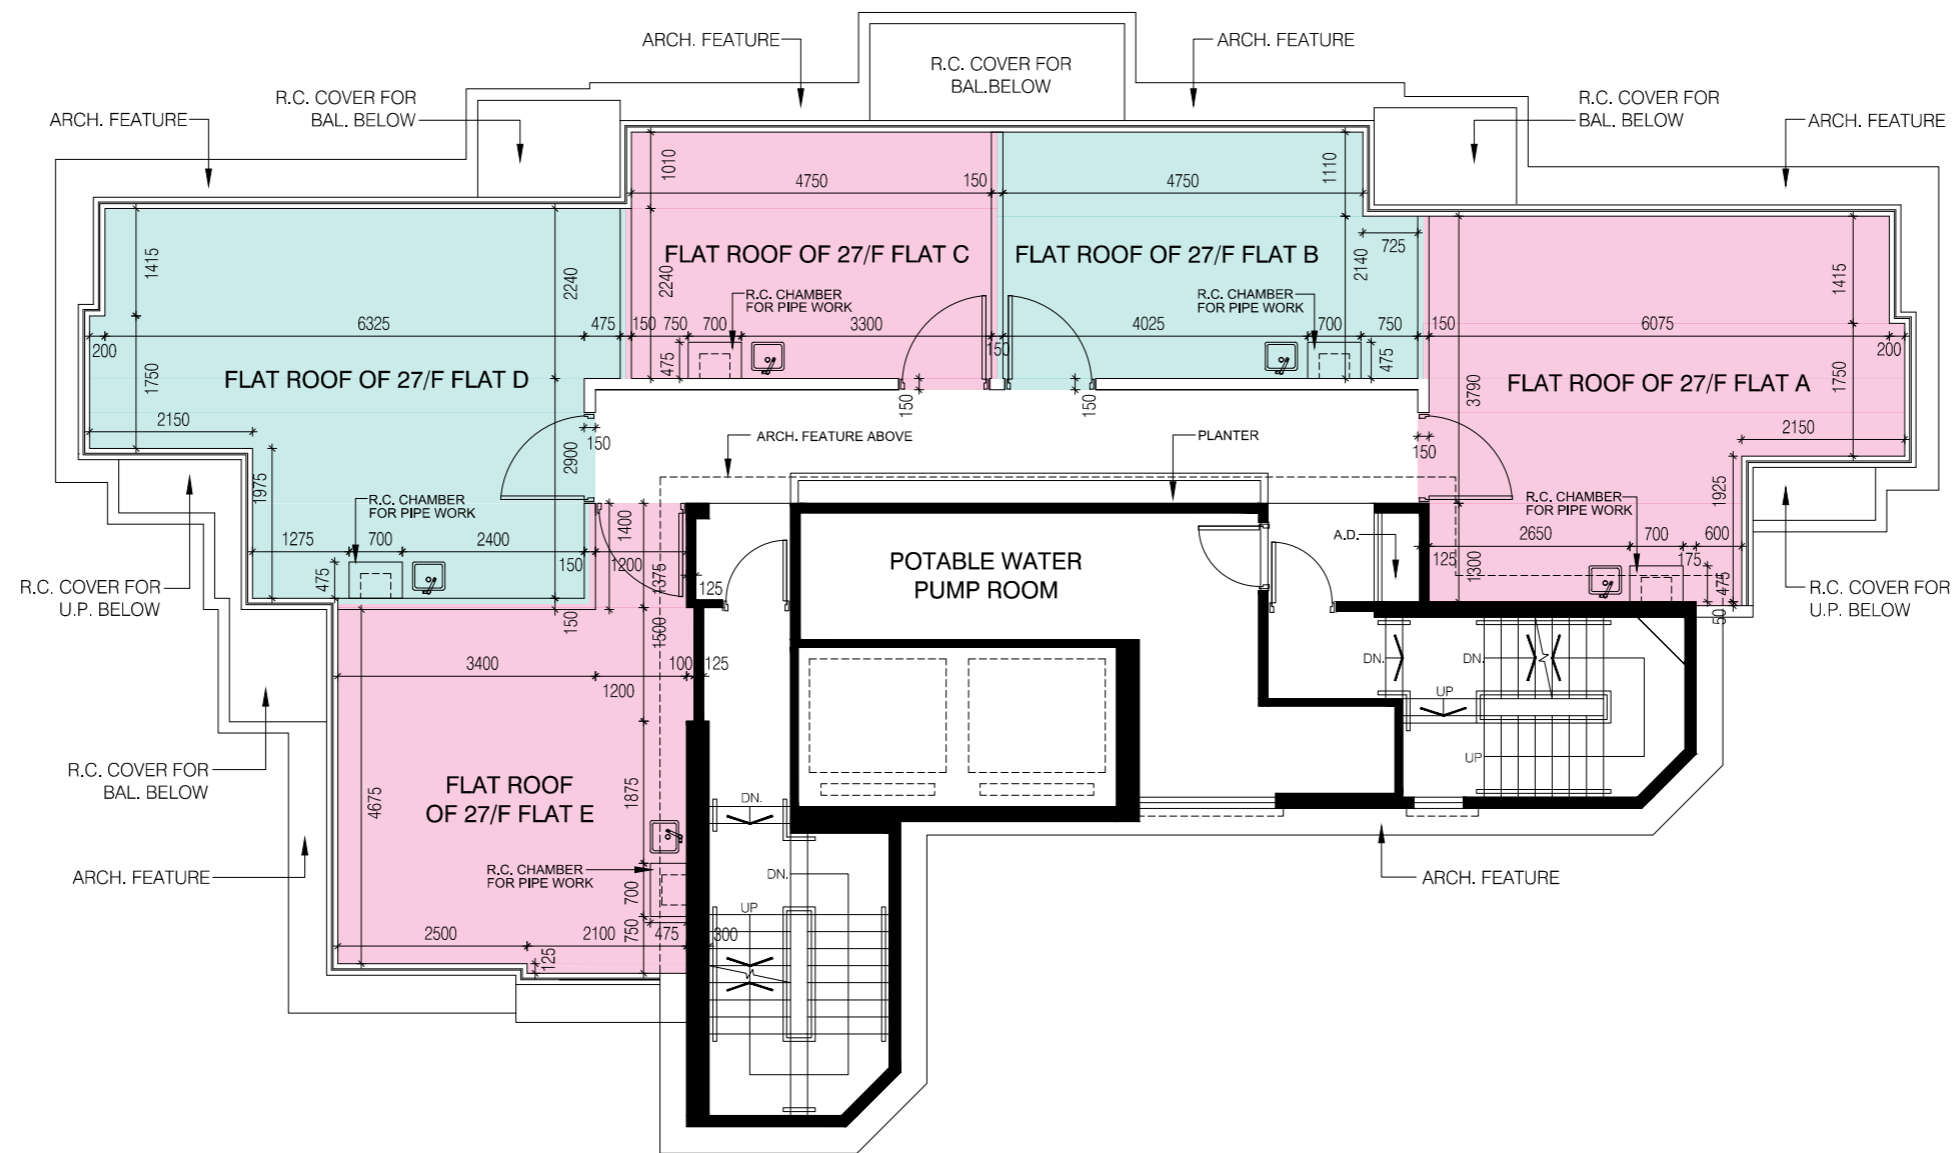 ARCH. FEATURE
ARCH. FEATURE
R.C. COVER FOR
BAL.BELOW
R.C. COVER FOR
BAL. BELOW
R.C. COVER FOR
BAL. BELOW
ARCH. FEATURE
ARCH. FEATURE
1010
4750
150
4750
1110
FLAT ROOF OF 27/F FLAT C
FLAT ROOF OF 27/F FLAT B
725
1415
2240
2240
2140
1415
R.C. CHAMBER
FOR PIPE WORK
R.C. CHAMBER
FOR PIPE WORK
6325
475
150
750
700
3300
150
4025
700
750
150
6075
200
200
475
475
1750
FLAT ROOF OF 27/F FLAT D
FLAT ROOF OF 27/F FLAT A
3790
1750
150
150
2150
150
2900
ARCH. FEATURE ABOVE
PLANTER
150
2150
1975
R.C. CHAMBER
FOR PIPE WORK
R.C. CHAMBER
FOR PIPE WORK
1925
1400
1275
700
2400
150
1200
1375
125
475
POTABLE WATER
PUMP ROOM
A.D.
125
1300
2650
700
175
600
475
50
R.C. COVER FOR
U.P. BELOW
R.C. COVER FOR
U.P. BELOW
150
1500
3400
100
125
1200
DN.
DN.
UP
UP
R.C. COVER FOR
BAL. BELOW
FLAT ROOF
OF 27/F FLAT E
4675
1875
DN.
R.C. CHAMBER
FOR PIPE WORK
DN.
UP
700
ARCH. FEATURE
ARCH. FEATURE
2500
2100
750
475
300
125